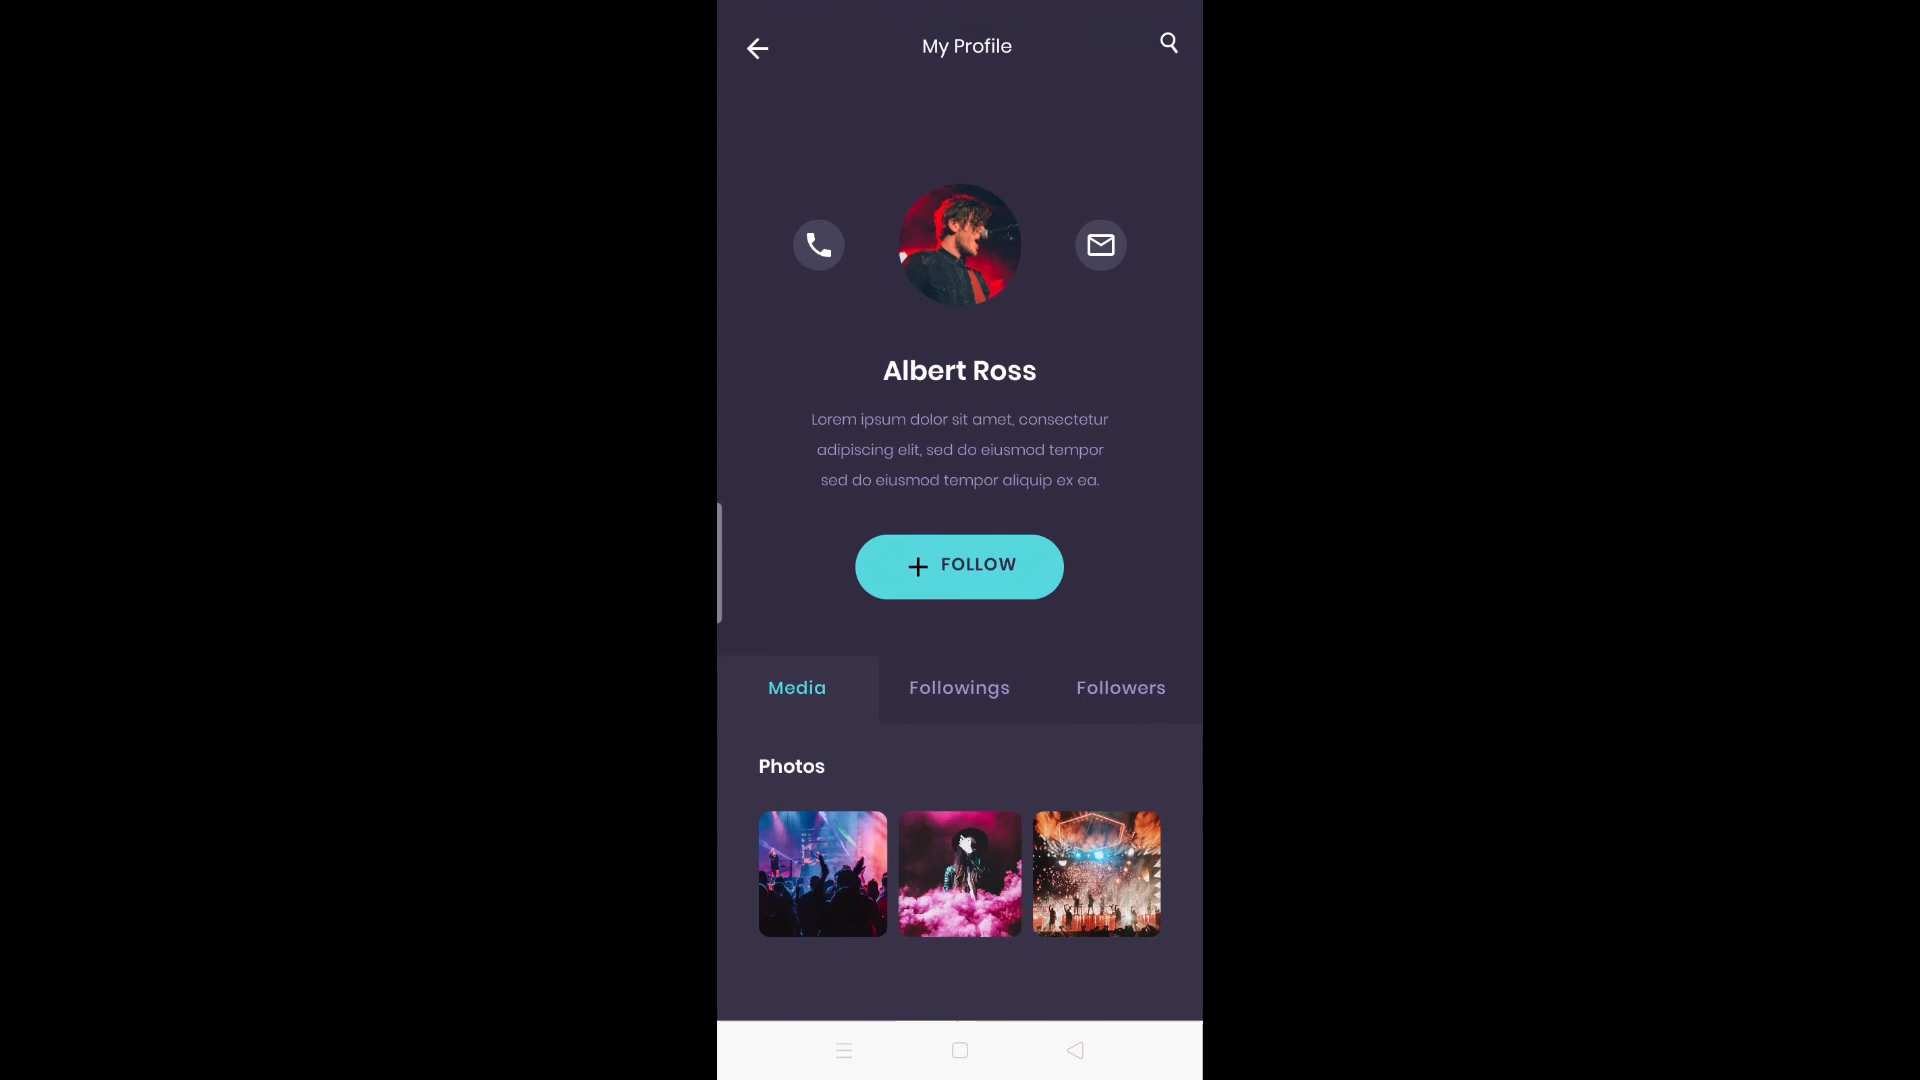 My Profile
Albert Ross
Lorem ipsum dolor sit amet, consectetur
adipiscing elit, sed do eiusmod tempor
sed do eiusmod tempor aliquip ex ea.
FOLLOW
Media
Followings
Followers
Photos